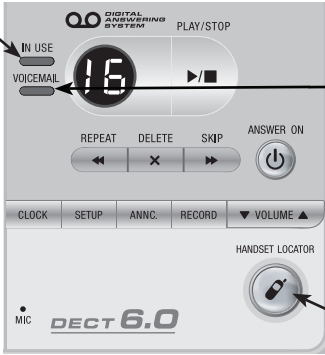 DIGITAL
ANSWERING
SYSTEM
PLAY/STOP
IN USE
VOICEMAIL
16
REPEAT DELETE SKIP
ANSWER ON
CLOCK SETUP ANNC. RECORD ▼ VOLUME ▲
HANDSET LOCATOR
MIC
DECT 6.0